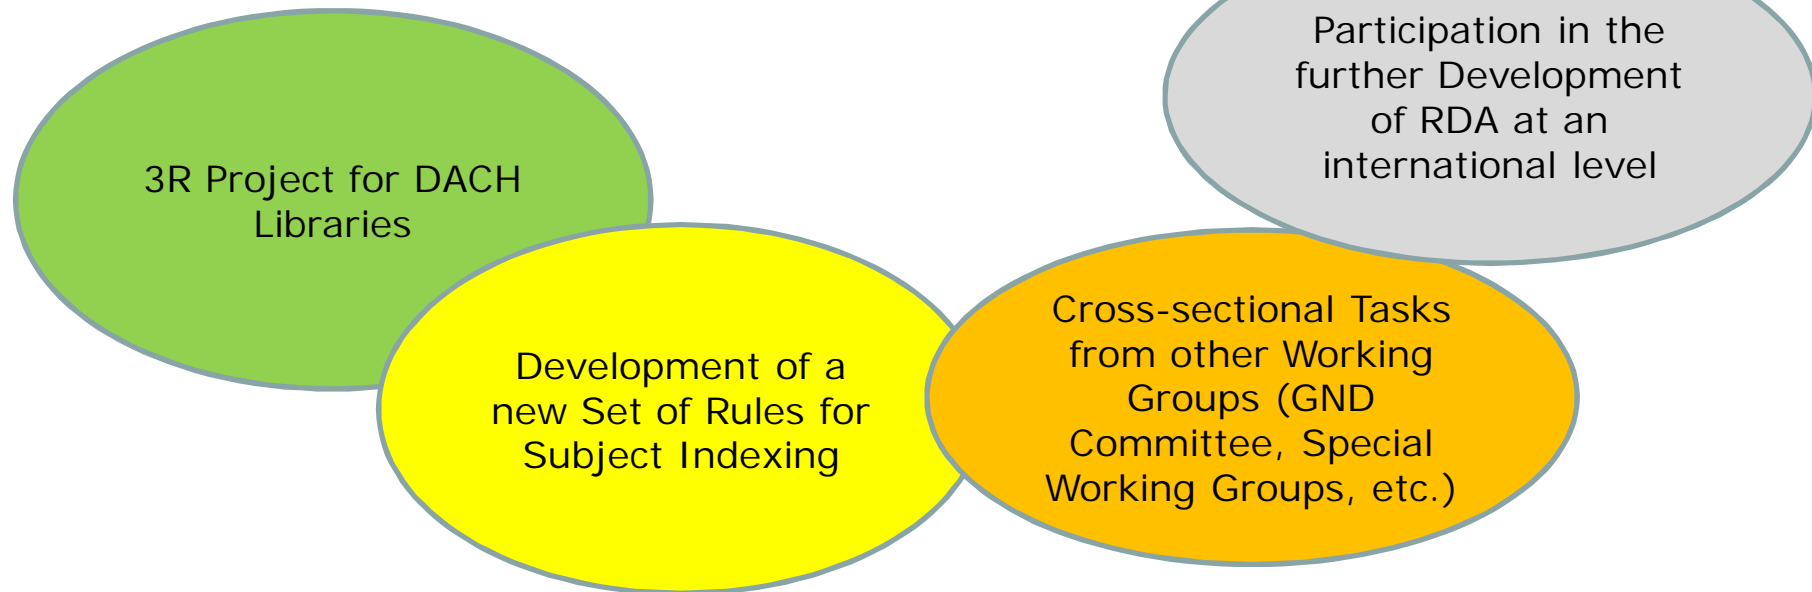 3R Project for DACH
Libraries
Development of a
new Set of Rules for
Subject Indexing
Cross-sectional Tasks
from other Working
Groups (GND
Committee, Special
Working Groups, etc.)
Participation in the
further Development
of RDA at an
international level